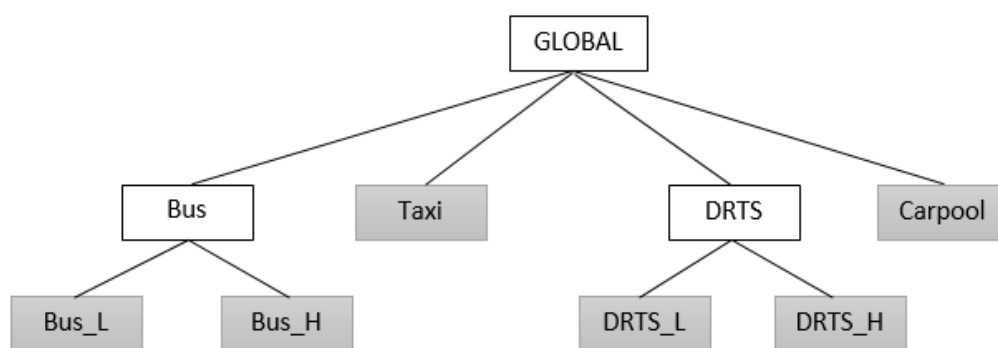 GLOBAL
Bus
Taxi
DRTS
Carpool
Bus_L
Bus_H
DRTS_L
DRTS_H